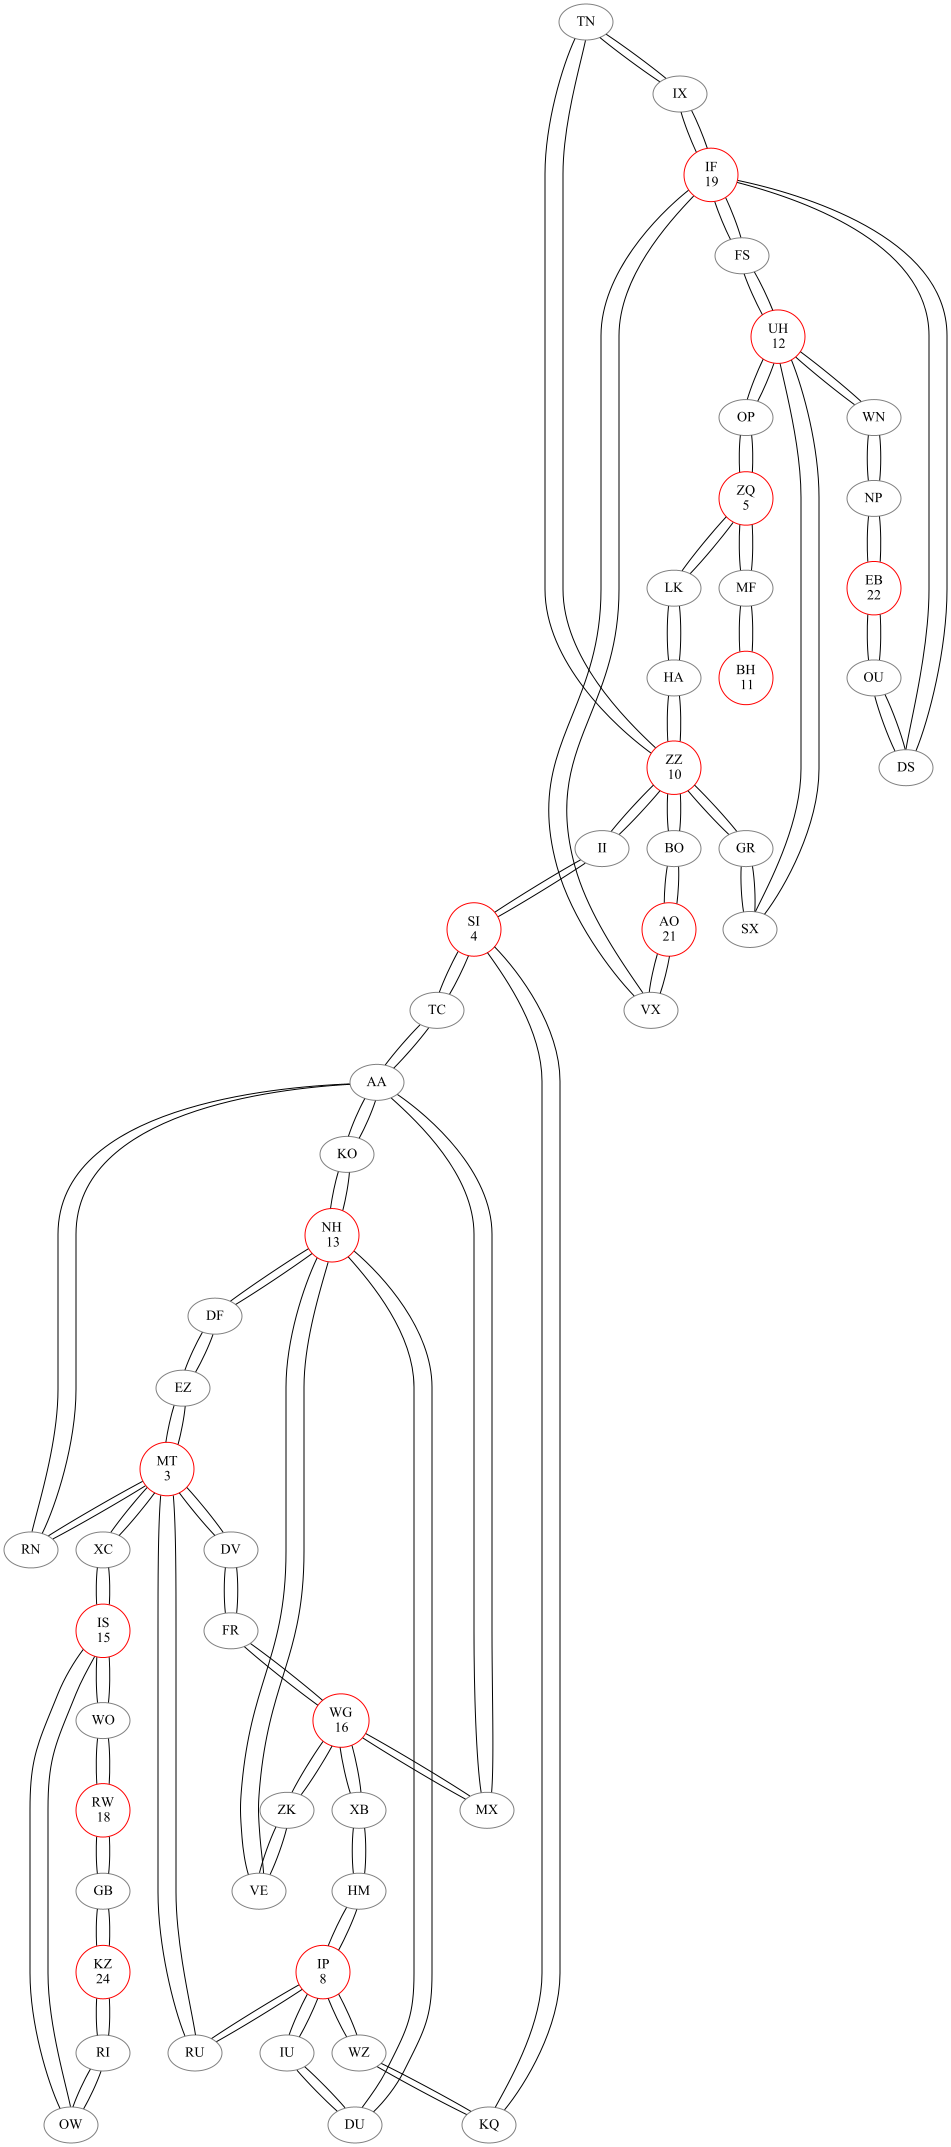 TN
IX
IF
19
FS
UH
12
OP
WN
ZQ
5
NP
LK
MF
EB
22
HA
BH
11
OU
ZZ
10
DS
II
BO
GR
SI
4
AO
21
SX
TC
VX
AA
KO
NH
13
DF
EZ
MT
3
RN
XC
DV
IS
15
FR
WO
WG
16
RW
18
ZK
XB
MX
GB
VE
HM
KZ
24
IP
8
RI
RU
IU
WZ
OW
DU
KQ